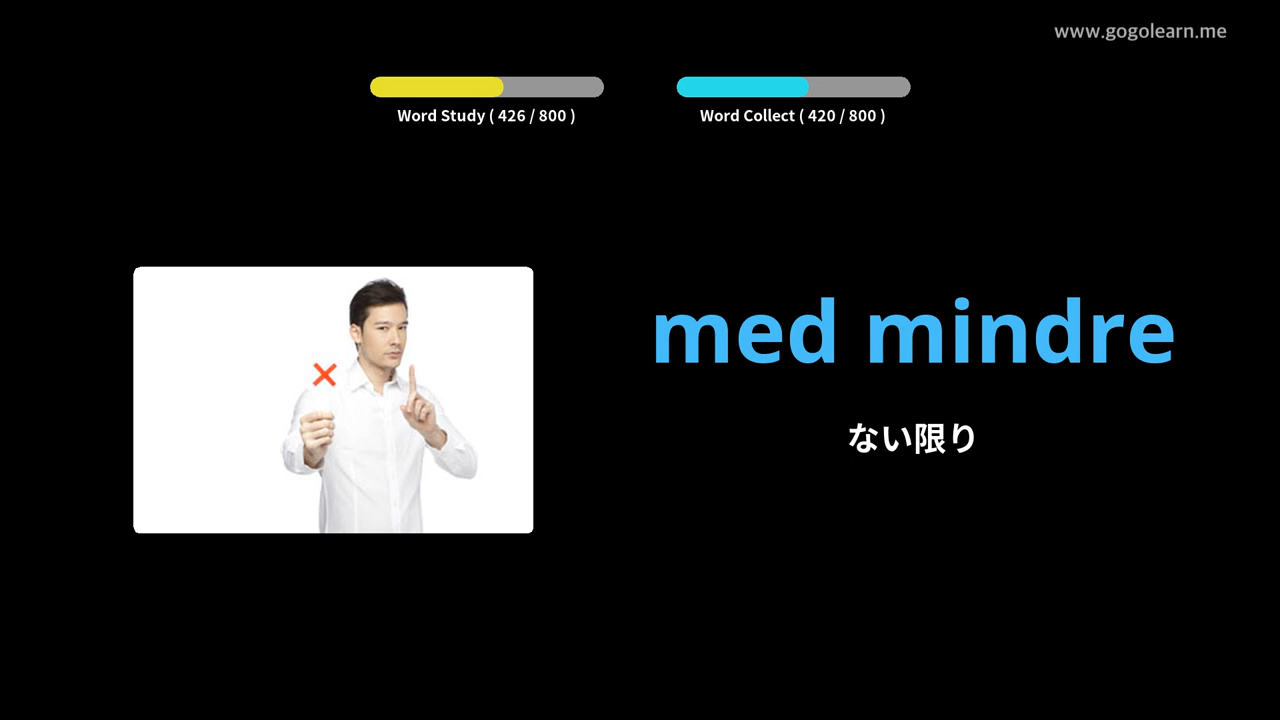 www.gogolearn.me
Word Study ( 426 / 800 )
Word Collect ( 420 / 800 )
med mindre
ない限り